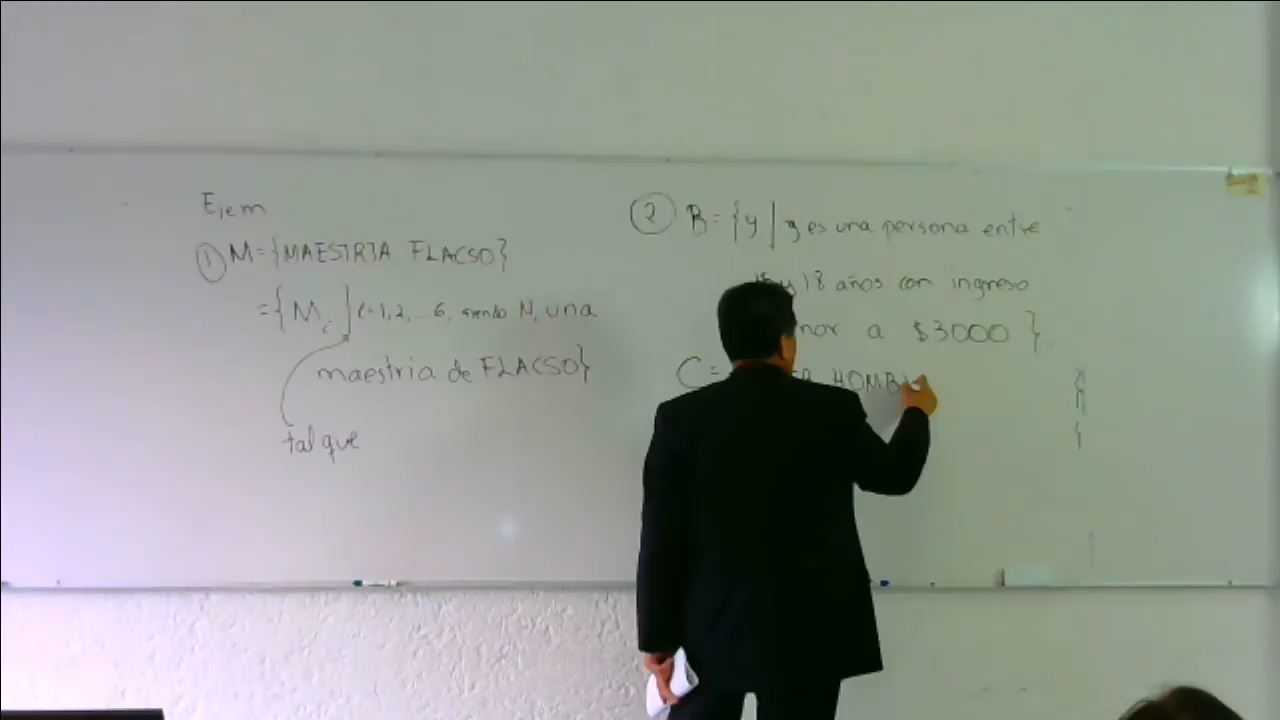 Ejem
① M={MAESTRIA FLACSO}
={Mi] i=1,2,...6, siendo Mi una
maestria de FLACSO}
tal que
② B={y | y es una persona entre
y 18 años con ingreso
nor a $3000 }
C= HOMB